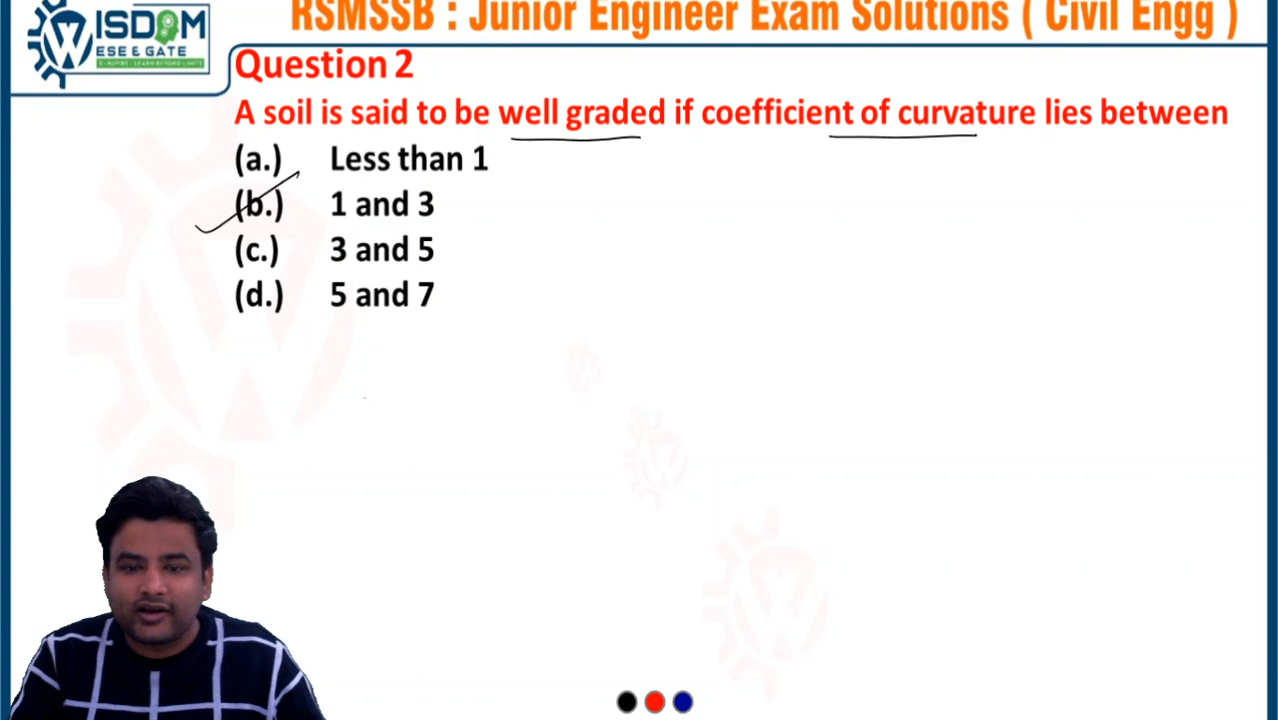 RSMSSB : Junior Engineer Exam Solutions ( Civil Engg )
WISDOM
ESE & GATE
Question 2
A soil is said to be well graded if coefficient of curvature lies between
(a.) Less than 1
(b.) 1 and 3
(c.) 3 and 5
(d.) 5 and 7